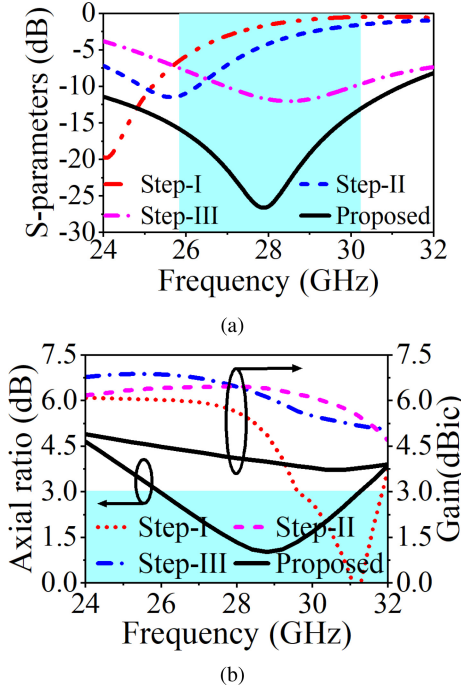 S-parameters (dB)
0
-5
-10
-15
-20
-25
-30
Step-I
Step-II
Step-III
Proposed
24 26 28 30 32
Frequency (GHz)
(a)
Axial ratio (dB)
7.5
6.0
4.5
3.0
1.5
0.0
Step-I
Step-II
Step-III
Proposed
7.5
6.0
4.5
3.0
1.5
0.0
Gain(dBic)
24 26 28 30 32
Frequency (GHz)
(b)